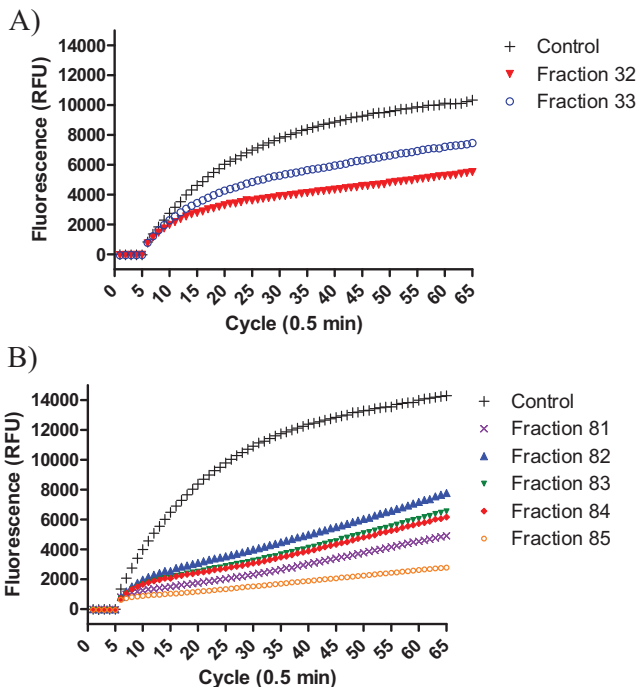 A)
14000
12000
10000
8000
6000
4000
2000
0
Fluorescence (RFU)
0 5 10 15 20 25 30 35 40 45 50 55 60 65
Cycle (0.5 min)
Control
Fraction 32
Fraction 33
B)
14000
12000
10000
8000
6000
4000
2000
0
Fluorescence (RFU)
0 5 10 15 20 25 30 35 40 45 50 55 60 65
Cycle (0.5 min)
Control
Fraction 81
Fraction 82
Fraction 83
Fraction 84
Fraction 85